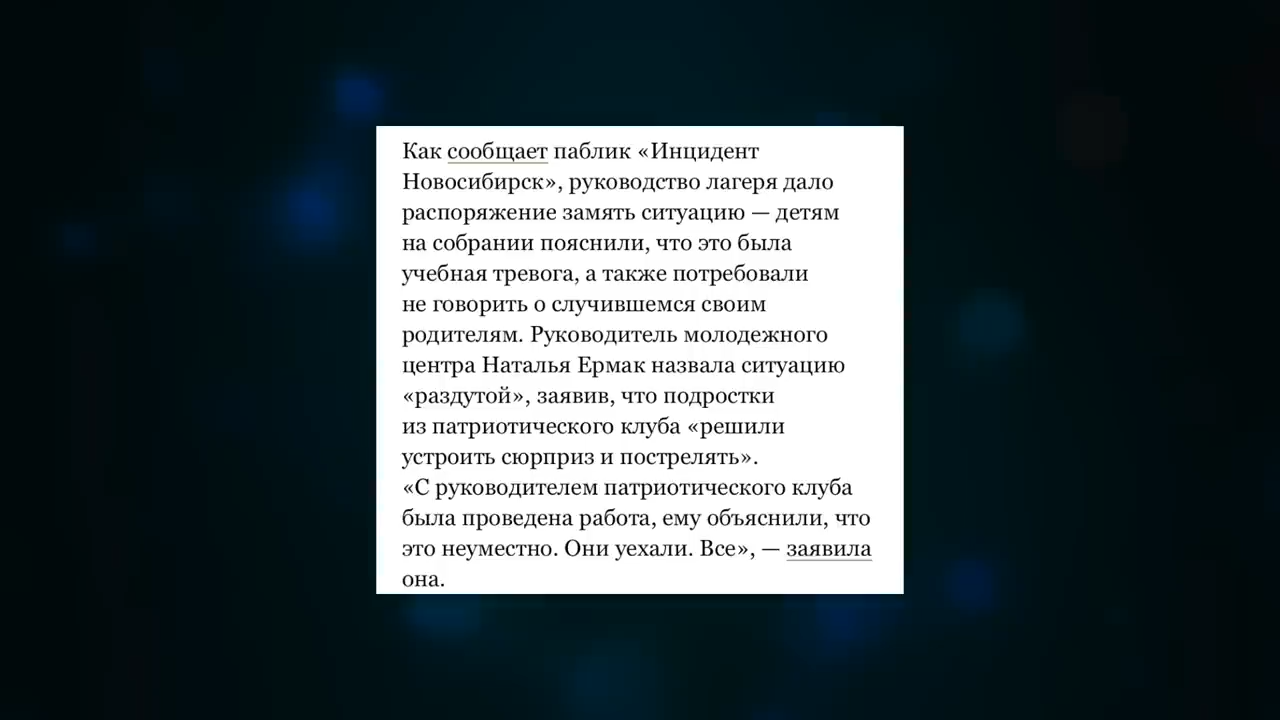 Как сообщает паблик «Инцидент
Новосибирск», руководство лагеря дало
распоряжение замять ситуацию — детям
на собрании пояснили, что это была
учебная тревога, а также потребовали
не говорить о случившемся своим
родителям. Руководитель молодежного
центра Наталья Ермак назвала ситуацию
«раздутой», заявив, что подростки
из патриотического клуба «решили
устроить сюрприз и пострелять».
«С руководителем патриотического клуба
была проведена работа, ему объяснили, что
это неуместно. Они уехали. Все», — заявила
она.